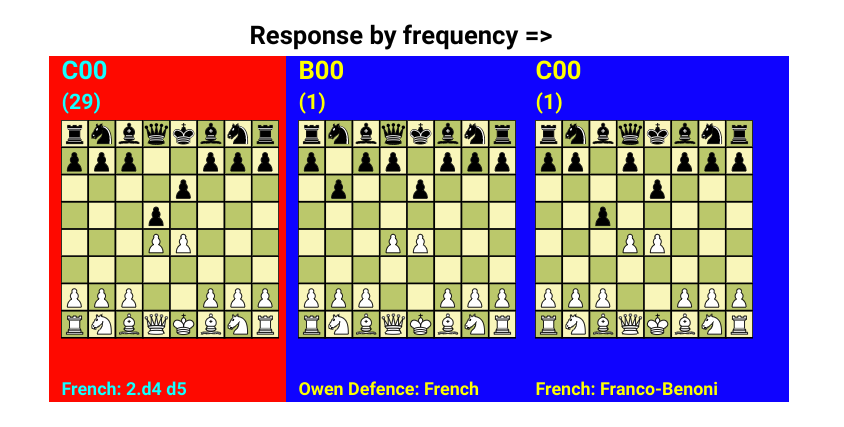 Response by frequency =>
C00
(29)
French: 2.d4 d5
B00
(1)
Owen Defence: French
C00
(1)
French: Franco-Benoni